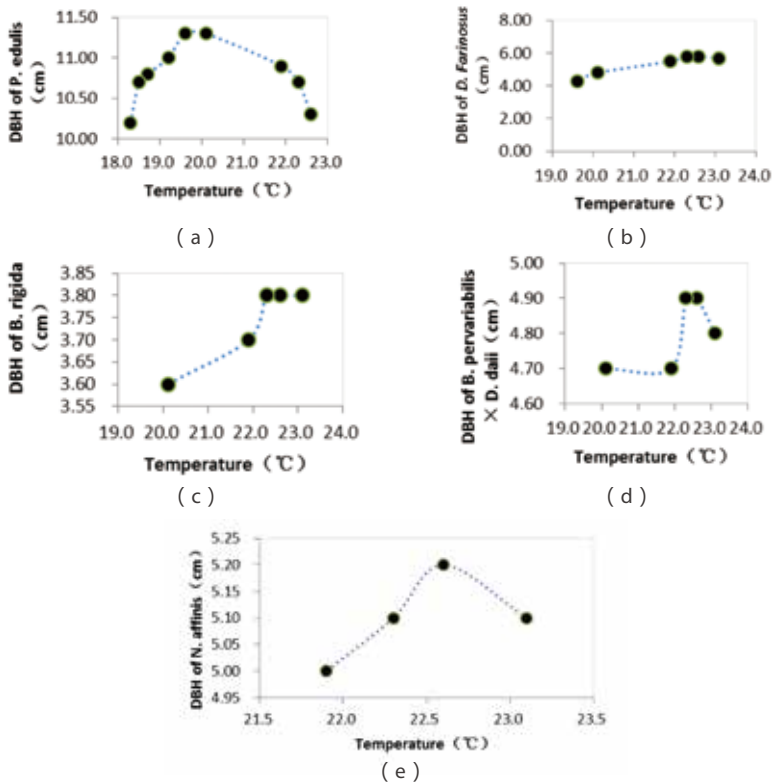 DBH of P. edulis
（cm）
11.50
11.00
10.50
10.00
18.0 19.0 20.0 21.0 22.0 23.0
Temperature（℃）
(a)
DBH of D. Farinosus
（cm）
8.00
6.00
4.00
2.00
0.00
19.0 20.0 21.0 22.0 23.0 24.0
Temperature（℃）
(b)
DBH of B. rigida
（cm）
3.85
3.80
3.75
3.70
3.65
3.60
3.55
19.0 20.0 21.0 22.0 23.0 24.0
Temperature（℃）
(c)
DBH of B. pervariabilis
× D. daii（cm）
5.00
4.90
4.80
4.70
4.60
19.0 20.0 21.0 22.0 23.0 24.0
Temperature（℃）
(d)
DBH of N. affinis（cm）
5.25
5.20
5.15
5.10
5.05
5.00
4.95
21.5 22.0 22.5 23.0 23.5
Temperature（℃）
(e)